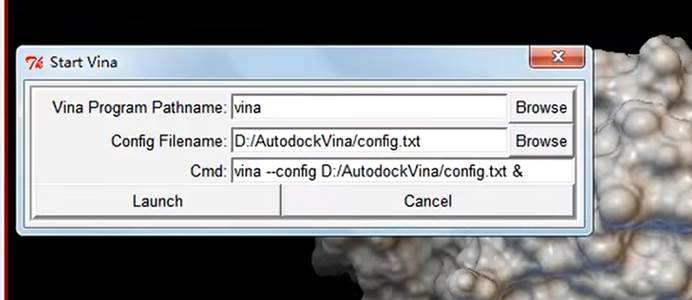 Start Vina
Vina Program Pathname: vina Browse
Config Filename: D:/AutodockVina/config.txt Browse
Cmd: vina --config D:/AutodockVina/config.txt &
Launch Cancel